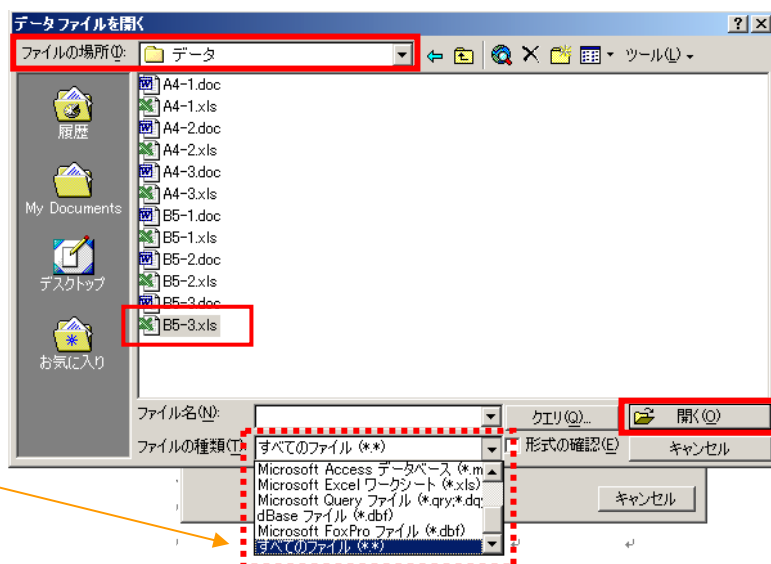 データ ファイルを開く
ファイルの場所(I): データ ツール(L)
履歴
My Documents
デスクトップ
お気に入り
A4-1.doc
A4-1.xls
A4-2.doc
A4-2.xls
A4-3.doc
A4-3.xls
B5-1.doc
B5-1.xls
B5-2.doc
B5-2.xls
B5-3.doc
B5-3.xls
ファイル名(N): クエリ(Q)... 開く(O)
ファイルの種類(T): すべてのファイル (*.*) 形式の確認(E) キャンセル
Microsoft Access データベース (*.m
Microsoft Excel ワークシート (*.xls)
Microsoft Query ファイル (*.qry;*.dq
dBase ファイル (*.dbf)
Microsoft FoxPro ファイル (*.dbf)
すべてのファイル (*.*)
キャンセル